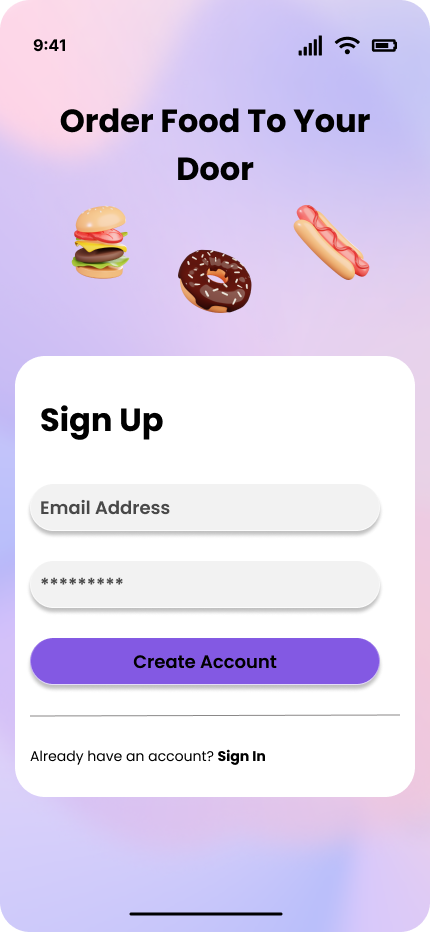 9:41
Order Food To Your
Door
Sign Up
Email Address
*********
Create Account
Already have an account? Sign In